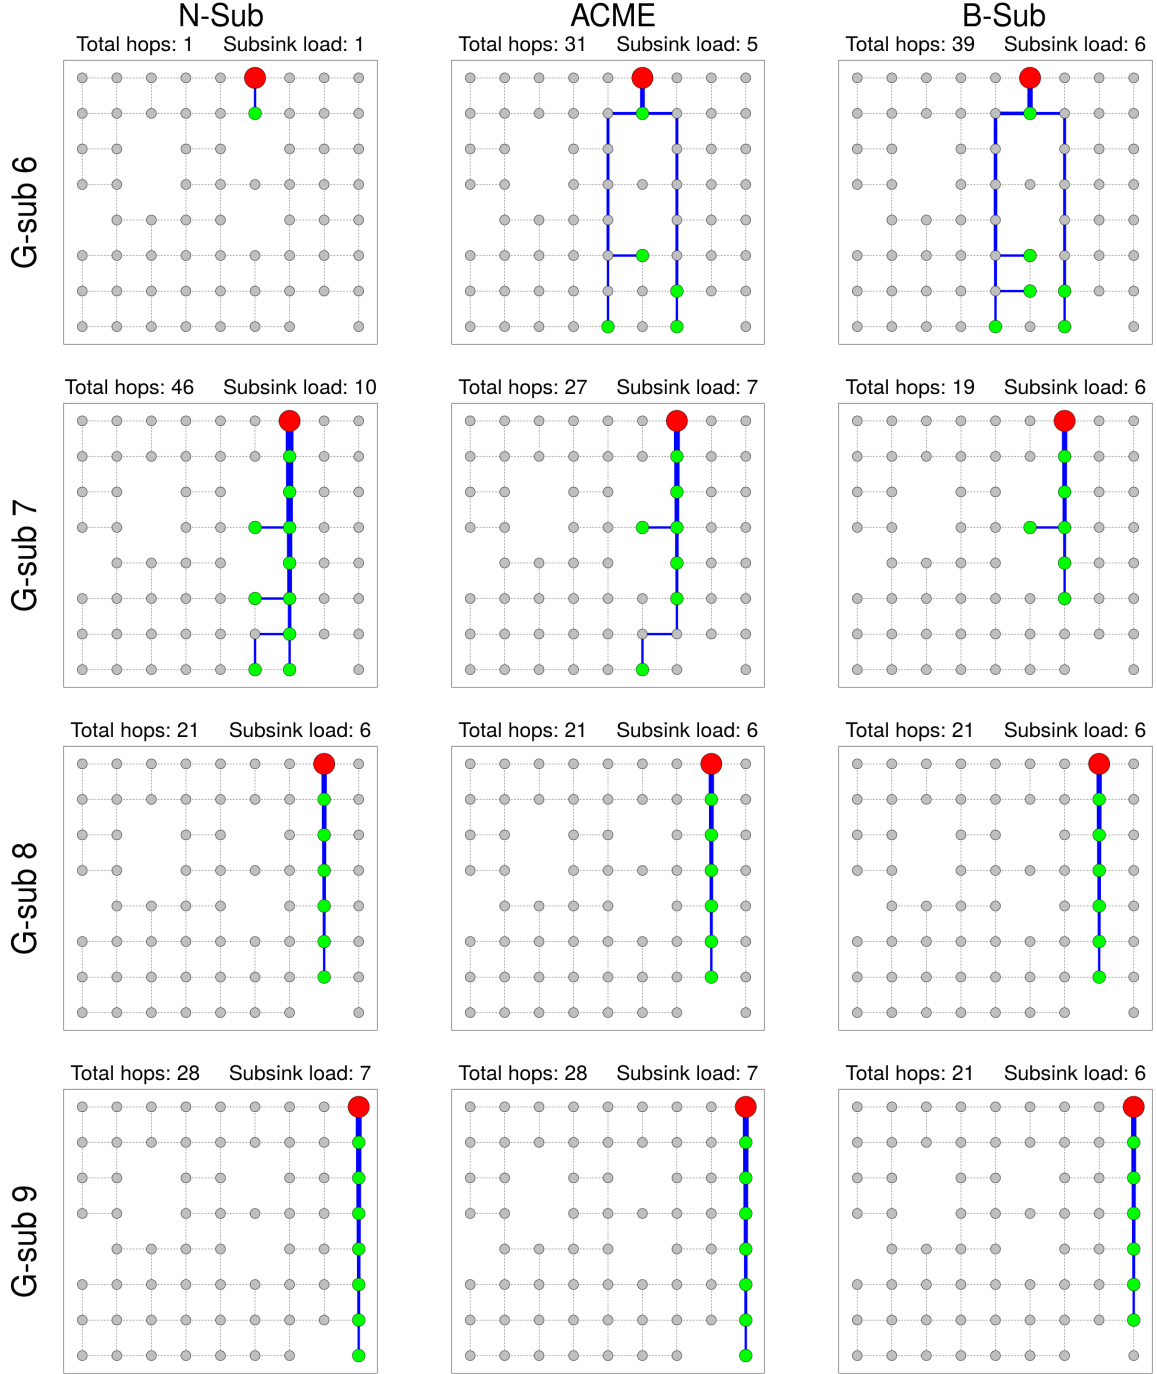 N-Sub ACME B-Sub
Total hops: 1 Subsink load: 1 Total hops: 31 Subsink load: 5 Total hops: 39 Subsink load: 6
G-sub 6
Total hops: 46 Subsink load: 10 Total hops: 27 Subsink load: 7 Total hops: 19 Subsink load: 6
G-sub 7
Total hops: 21 Subsink load: 6 Total hops: 21 Subsink load: 6 Total hops: 21 Subsink load: 6
G-sub 8
Total hops: 28 Subsink load: 7 Total hops: 28 Subsink load: 7 Total hops: 21 Subsink load: 6
G-sub 9